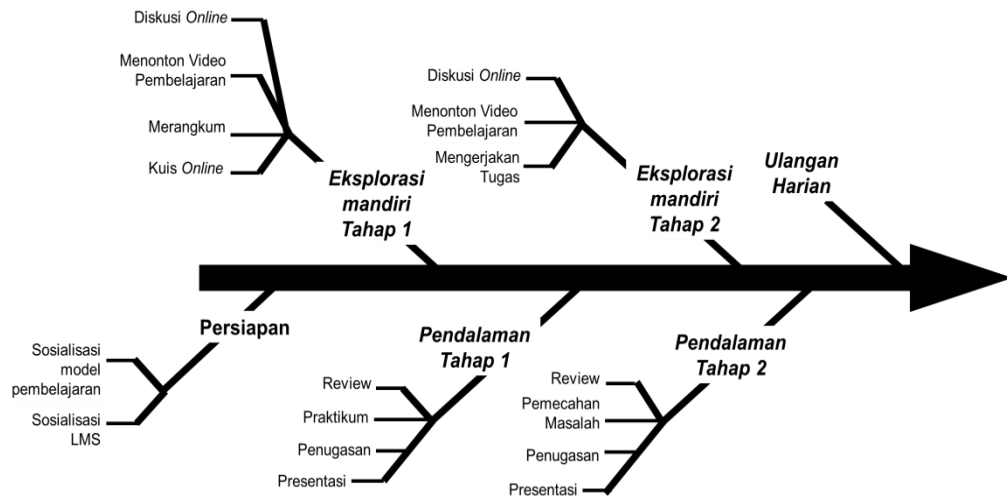 Diskusi Online
Menonton Video
Pembelajaran
Merangkum
Kuis Online
Eksplorasi
mandiri
Tahap 1
Diskusi Online
Menonton Video
Pembelajaran
Mengerjakan
Tugas
Eksplorasi
mandiri
Tahap 2
Ulangan
Harian
Persiapan
Sosialisasi
model
pembelajaran
Sosialisasi
LMS
Pendalaman
Tahap 1
Review
Praktikum
Penugasan
Presentasi
Pendalaman
Tahap 2
Review
Pemecahan
Masalah
Penugasan
Presentasi